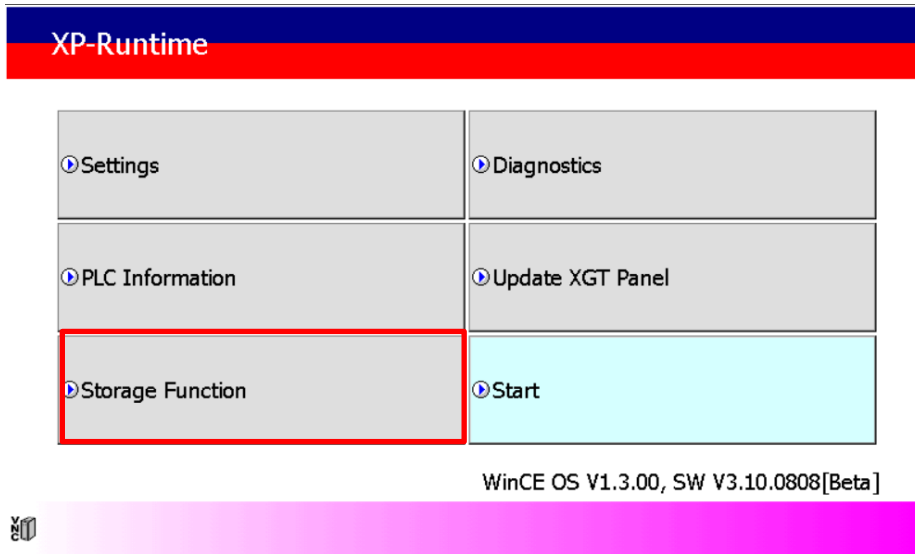 XP-Runtime
Settings
Diagnostics
PLC Information
Update XGT Panel
Storage Function
Start
WinCE OS V1.3.00, SW V3.10.0808[Beta]
VNC